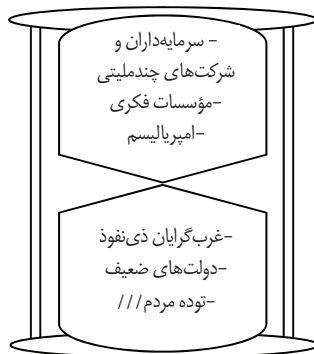 - سرمایه‌داران و
شرکت‌های چندملیتی
-مؤسسات فکری
-امپریالیسم
-غرب‌گرایان ذی‌نفوذ
-دولت‌های ضعیف
-توده مردم///